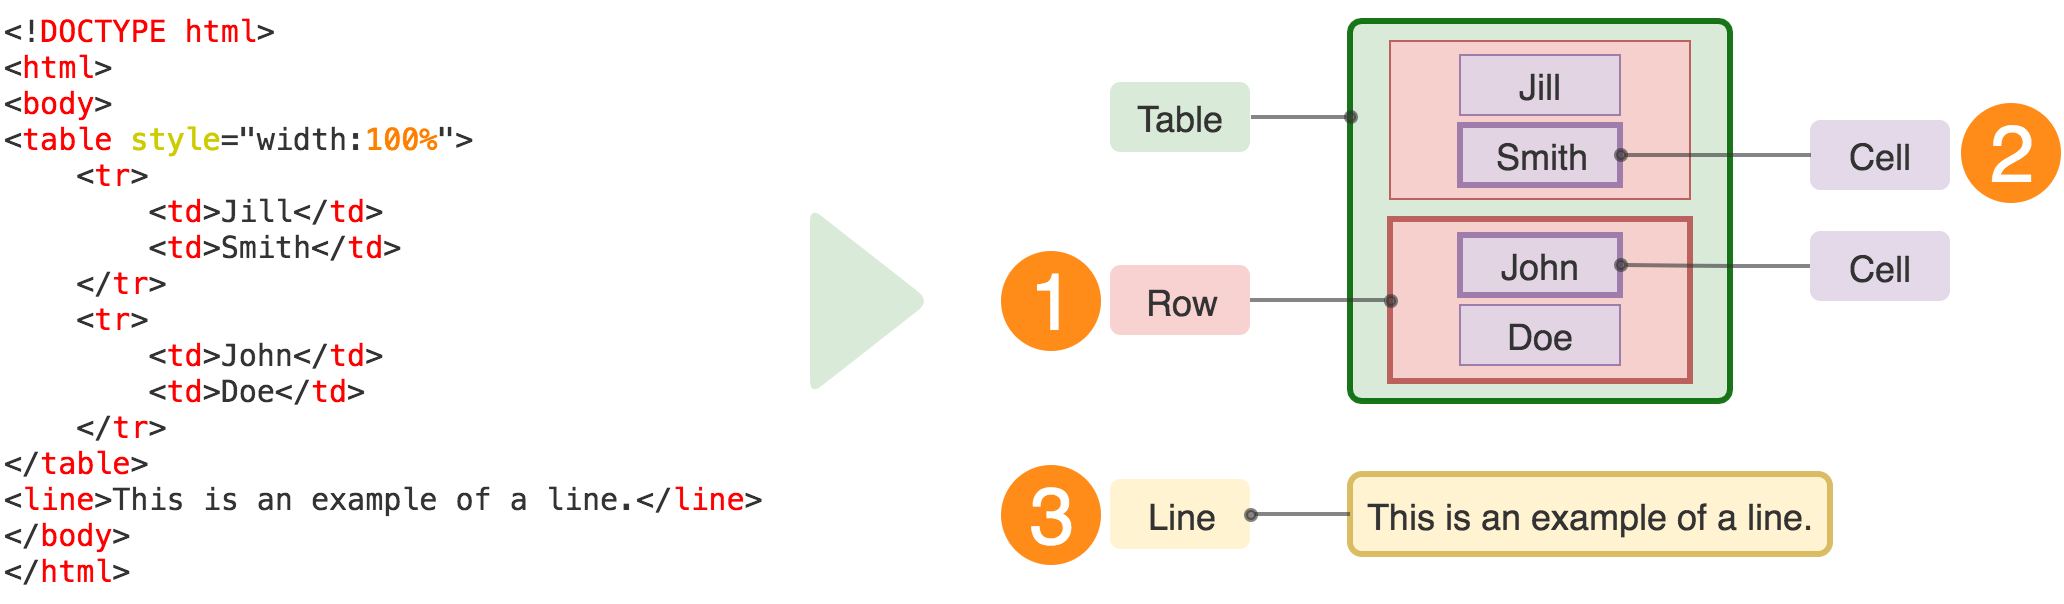 <!DOCTYPE html>
<html>
<body>
<table style="width:100%">
    <tr>
        <td>Jill</td>
        <td>Smith</td>
    </tr>
    <tr>
        <td>John</td>
        <td>Doe</td>
    </tr>
</table>
<line>This is an example of a line.</line>
</body>
</html>
Table
Jill
Smith
Cell
2
1
Row
John
Cell
Doe
3
Line
This is an example of a line.